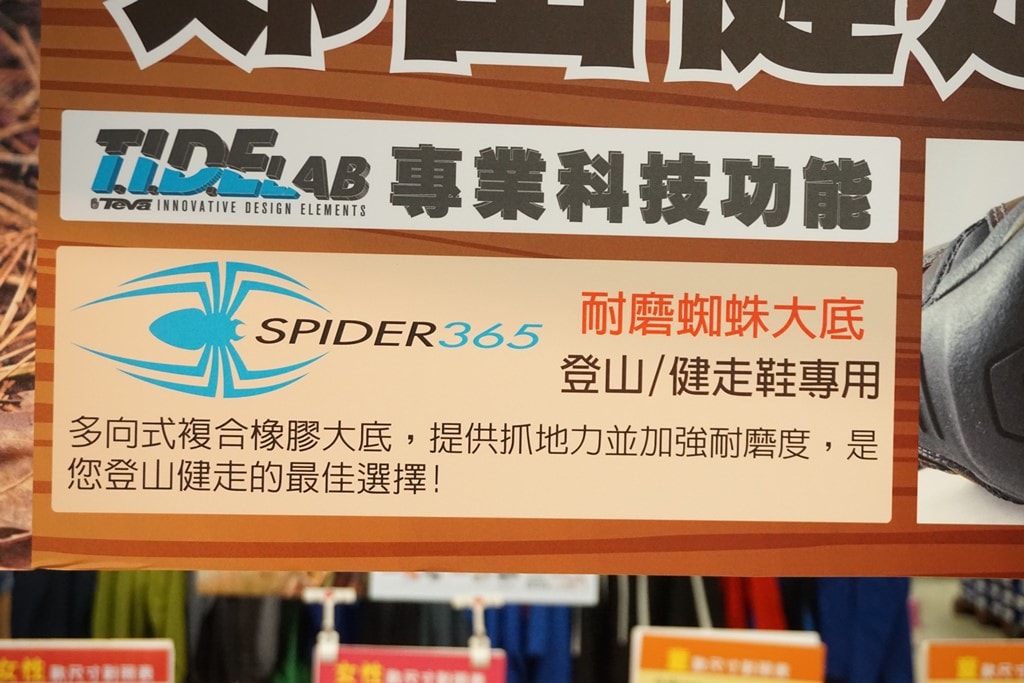 T.I.D.E LAB 專業科技功能
Teva INNOVATIVE DESIGN ELEMENTS
SPIDER365
耐磨蜘蛛大底
登山/健走鞋專用
多向式複合橡膠大底，提供抓地力並加強耐磨度，是
您登山健走的最佳選擇!
女性
女性
童
童